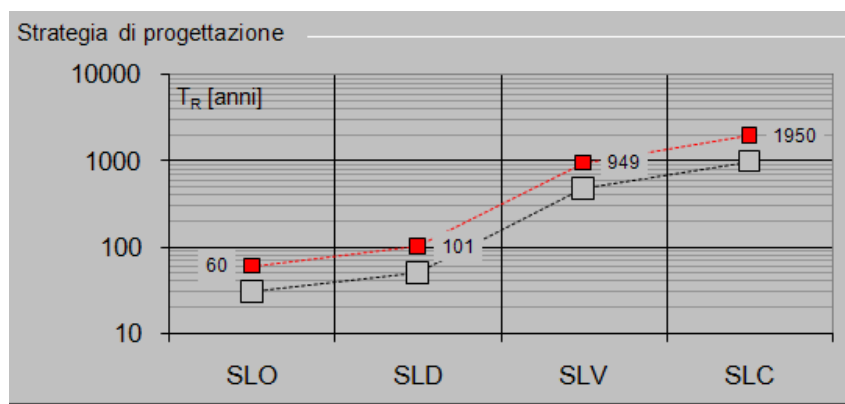 Strategia di progettazione
10000
T_R [anni]
1950
1000
949
100
101
60
10
SLO SLD SLV SLC